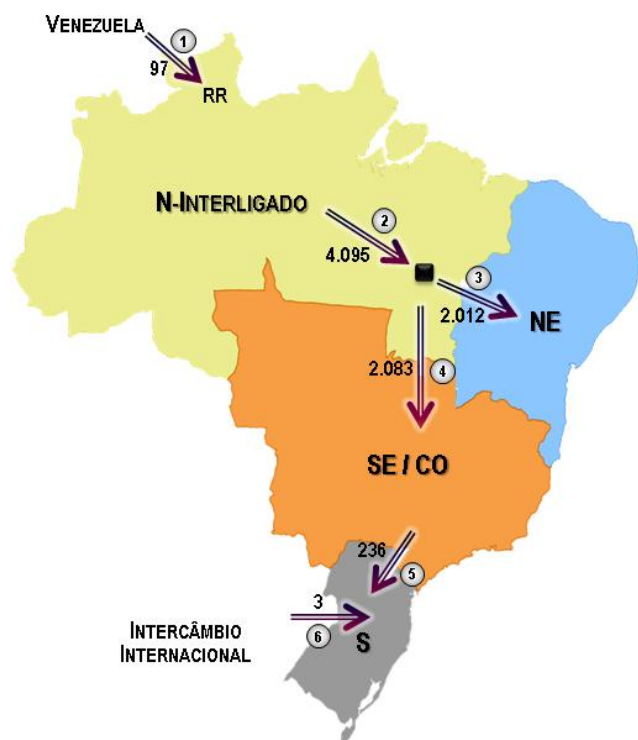 VENEZUELA
1
97
RR
N-INTERLIGADO
2
4.095
3
2.012
NE
2.083
4
SE / CO
236
5
3
6
INTERCÂMBIO
INTERNACIONAL
S